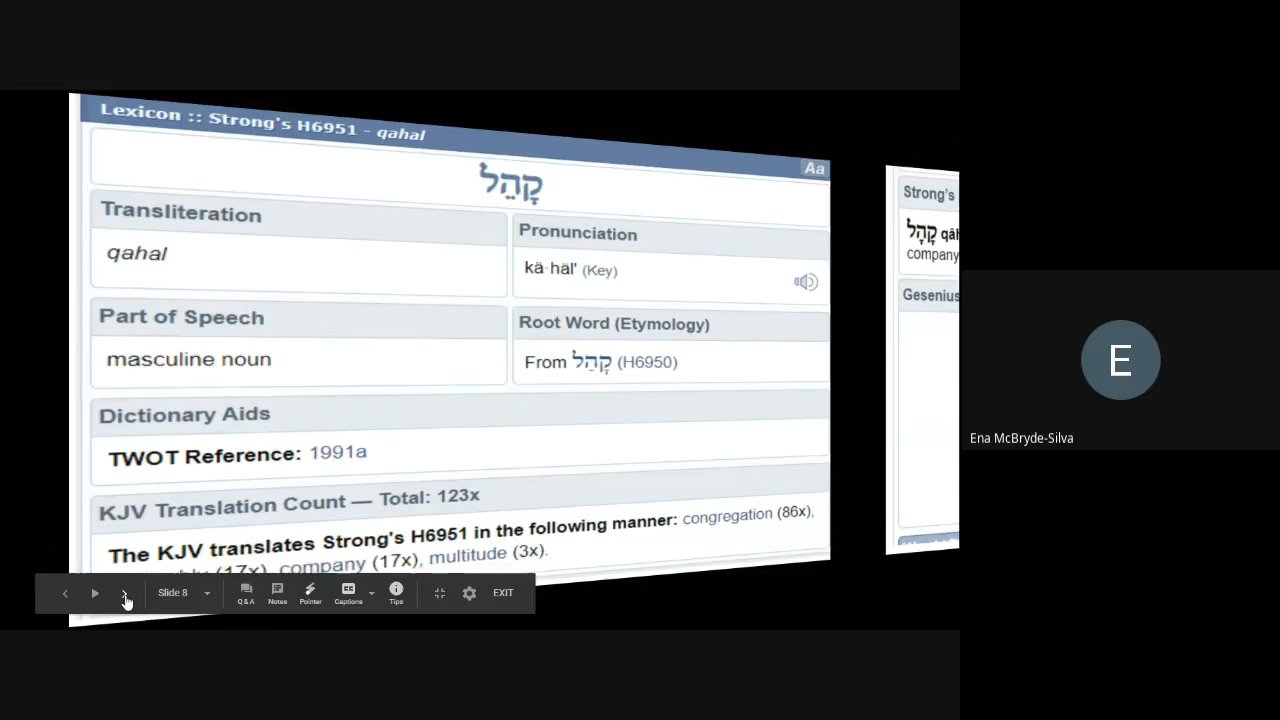 Lexicon :: Strong's H6951 - qahal
Aa
קָהֵל
Transliteration
qahal
Pronunciation
kä·häl' (Key)
Part of Speech
masculine noun
Root Word (Etymology)
From קָהַל (H6950)
Dictionary Aids
TWOT Reference: 1991a
KJV Translation Count — Total: 123x
The KJV translates Strong's H6951 in the following manner: congregation (86x),
(17x), company (17x), multitude (3x).
Strong's
קָהָל
company
Gesenius
Slide 8
Q & A
Notes
Pointer
Captions
Tips
EXIT
E
Ena McBryde-Silva